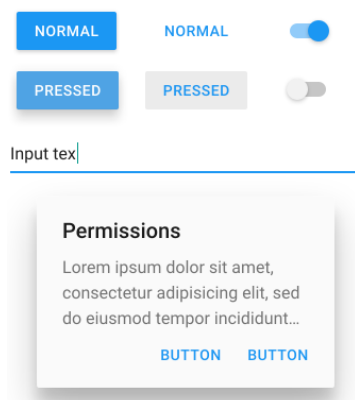 NORMAL NORMAL
PRESSED PRESSED
Input tex
Permissions
Lorem ipsum dolor sit amet,
consectetur adipisicing elit, sed
do eiusmod tempor incididunt...
BUTTON BUTTON